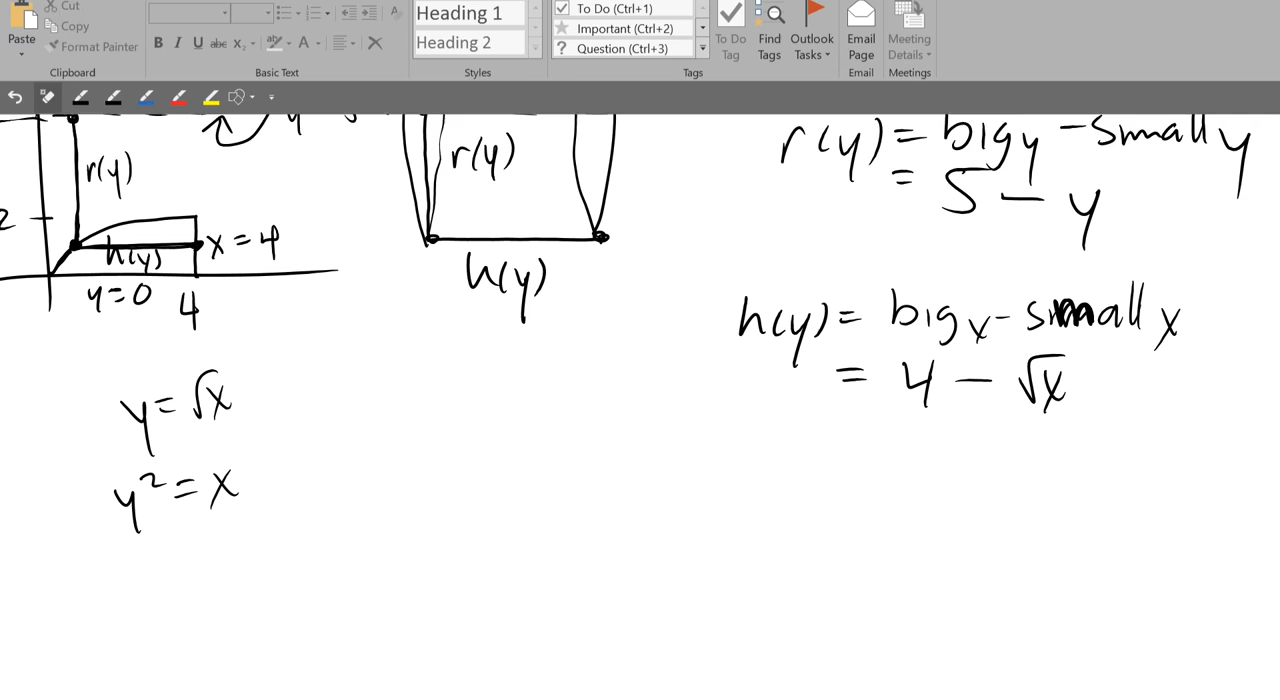 Cut
Copy
Paste
Format Painter
Clipboard
B I U abc X₂ A
Basic Text
Heading 1
Heading 2
Styles
To Do (Ctrl+1)
Important (Ctrl+2)
? Question (Ctrl+3)
Tags
To Do Tag
Find Tags
Outlook Tasks
Email Page
Email
Meeting Details
Meetings
r(y)
2
h(y)
x = 4
y = 0
4
y = √x
y² = x
r(y)
h(y)
r(y) = big y - small y
= 5 - y
h(y) = big x - small x
= 4 - √x